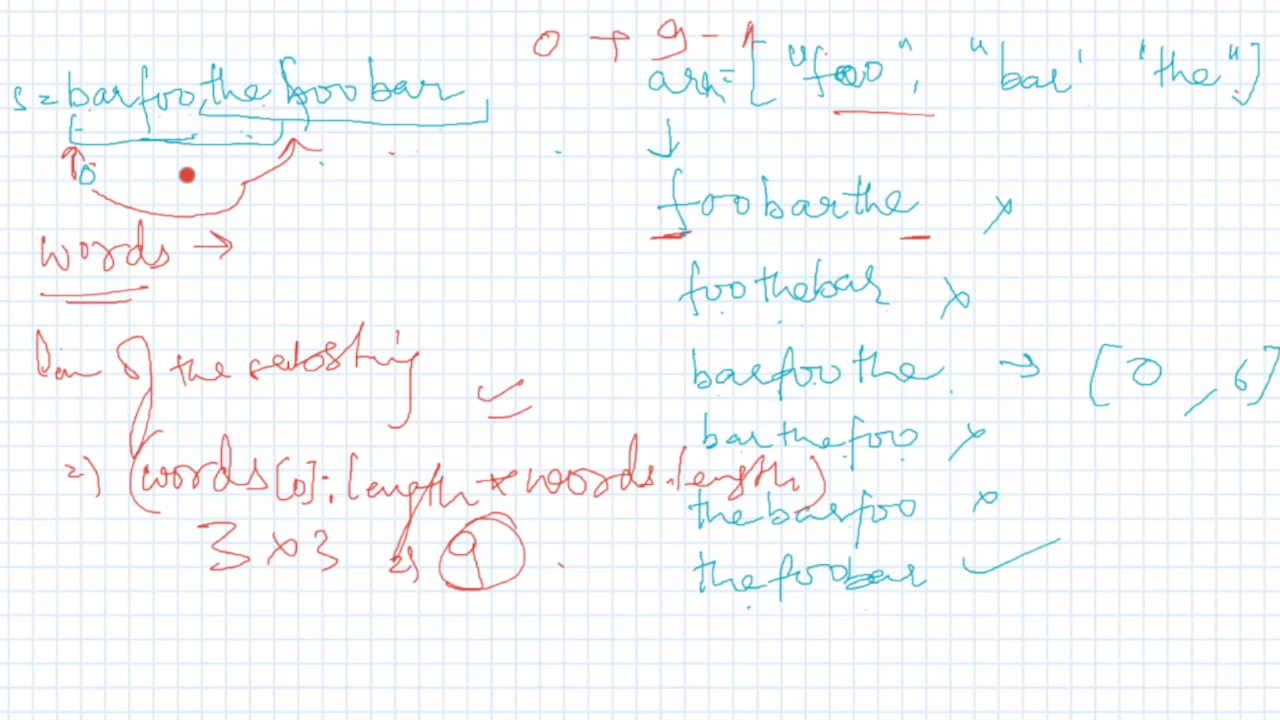 0 + 9 - 1
s = barfoothefoobar
arr = ["foo", "bar' 'the"]
0
foobarthe x
words →
foothebar x
len of the substring
barfoothe → [0, 6]
barthefoo x
=) (words[0].length * words.length)
thebarfoo x
3 x 3 => 9
thefoobar